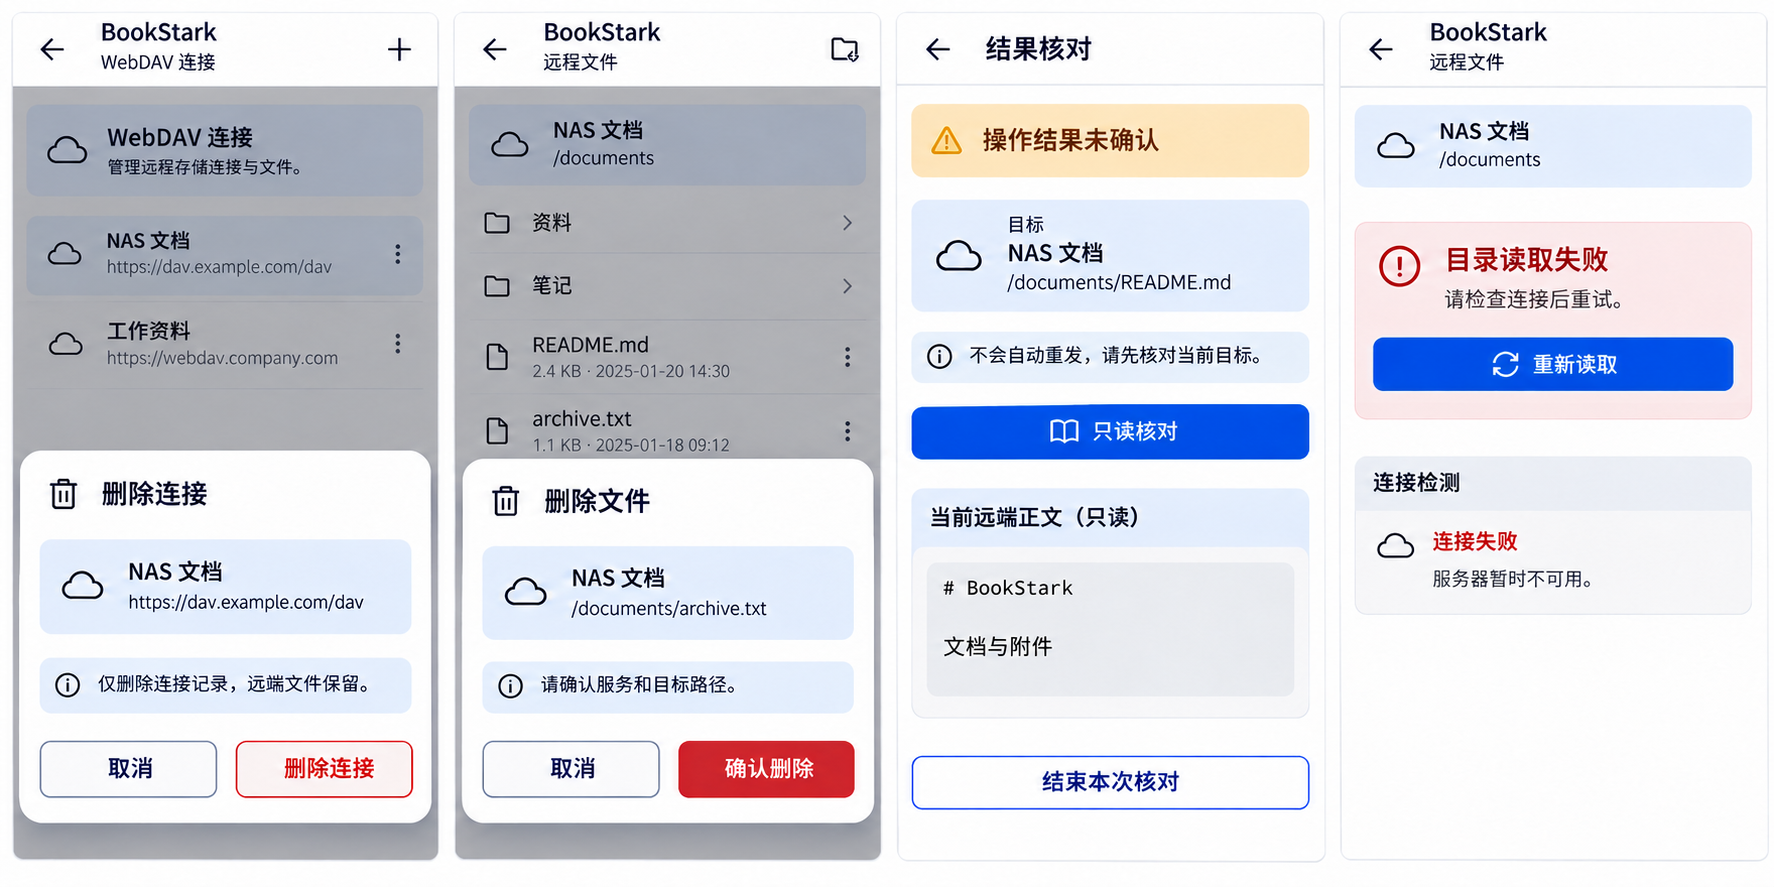 BookStark
WebDAV 连接
WebDAV 连接
管理远程存储连接与文件。
NAS 文档
https://dav.example.com/dav
工作资料
https://webdav.company.com
删除连接
NAS 文档
https://dav.example.com/dav
仅删除连接记录，远端文件保留。
取消
删除连接
BookStark
远程文件
NAS 文档
/documents
资料
笔记
README.md
2.4 KB · 2025-01-20 14:30
archive.txt
1.1 KB · 2025-01-18 09:12
删除文件
NAS 文档
/documents/archive.txt
请确认服务和目标路径。
取消
确认删除
结果核对
操作结果未确认
目标
NAS 文档
/documents/README.md
不会自动重发，请先核对当前目标。
只读核对
当前远端正文（只读）
# BookStark
文档与附件
结束本次核对
BookStark
远程文件
NAS 文档
/documents
目录读取失败
请检查连接后重试。
重新读取
连接检测
连接失败
服务器暂时不可用。